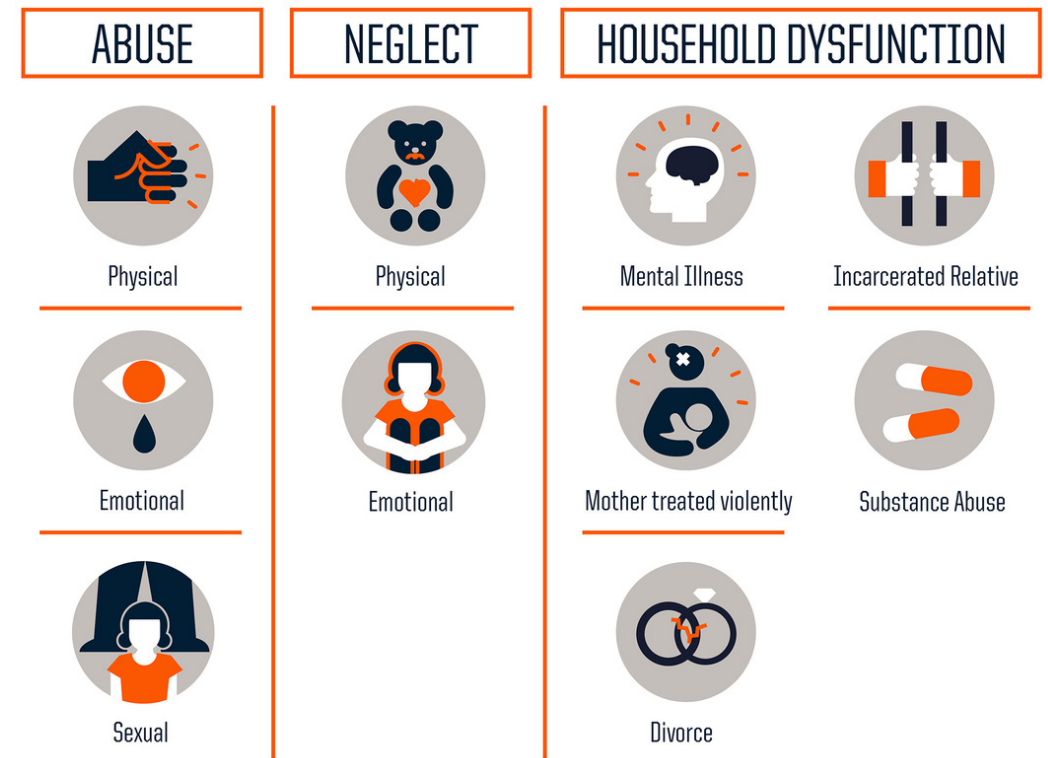 ABUSE
Physical
Emotional
Sexual
NEGLECT
Physical
Emotional
HOUSEHOLD DYSFUNCTION
Mental Illness
Incarcerated Relative
Mother treated violently
Substance Abuse
Divorce